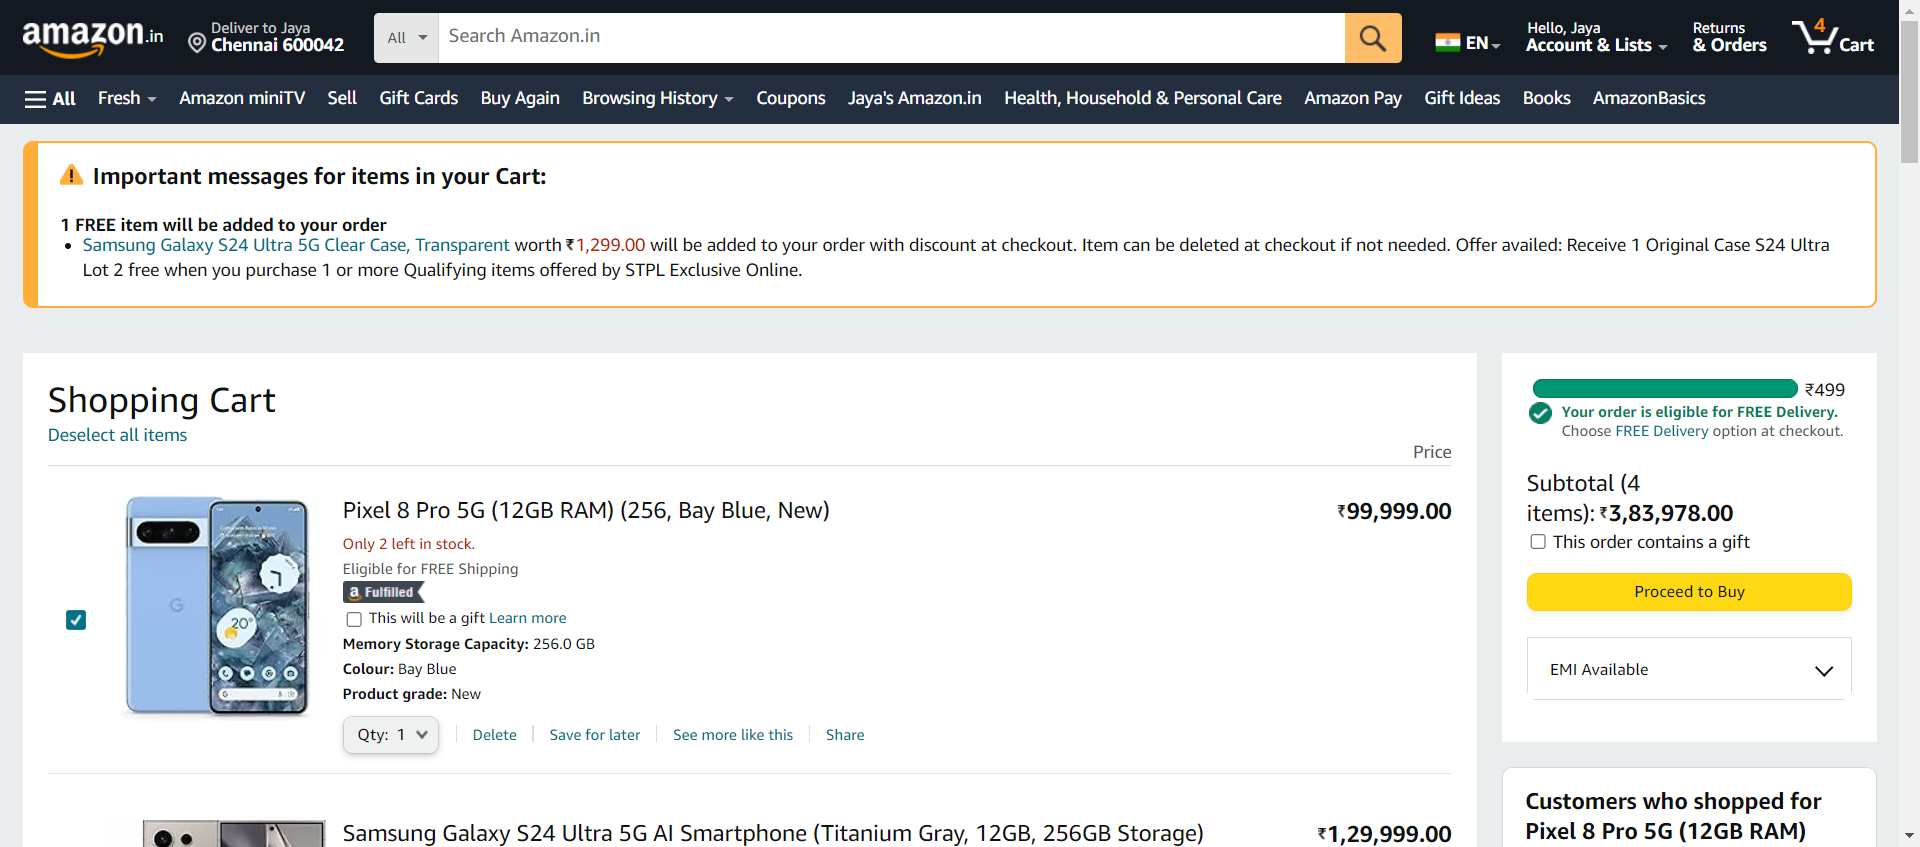 amazon.in
Deliver to Jaya
Chennai 600042
All
Search Amazon.in
EN
Hello, Jaya
Account & Lists
Returns
& Orders
4
Cart
All
Fresh
Amazon miniTV
Sell
Gift Cards
Buy Again
Browsing History
Coupons
Jaya's Amazon.in
Health, Household & Personal Care
Amazon Pay
Gift Ideas
Books
AmazonBasics
Important messages for items in your Cart:
1 FREE item will be added to your order
• Samsung Galaxy S24 Ultra 5G Clear Case, Transparent worth ₹1,299.00 will be added to your order with discount at checkout. Item can be deleted at checkout if not needed. Offer availed: Receive 1 Original Case S24 Ultra
Lot 2 free when you purchase 1 or more Qualifying items offered by STPL Exclusive Online.
Shopping Cart
Deselect all items
Price
Pixel 8 Pro 5G (12GB RAM) (256, Bay Blue, New)
₹99,999.00
Only 2 left in stock.
Eligible for FREE Shipping
a Fulfilled
This will be a gift Learn more
Memory Storage Capacity: 256.0 GB
Colour: Bay Blue
Product grade: New
Qty: 1
Delete
Save for later
See more like this
Share
20°
G
Samsung Galaxy S24 Ultra 5G AI Smartphone (Titanium Gray, 12GB, 256GB Storage)
₹1,29,999.00
₹499
Your order is eligible for FREE Delivery.
Choose FREE Delivery option at checkout.
Subtotal (4
items): ₹3,83,978.00
This order contains a gift
Proceed to Buy
EMI Available
Customers who shopped for
Pixel 8 Pro 5G (12GB RAM)